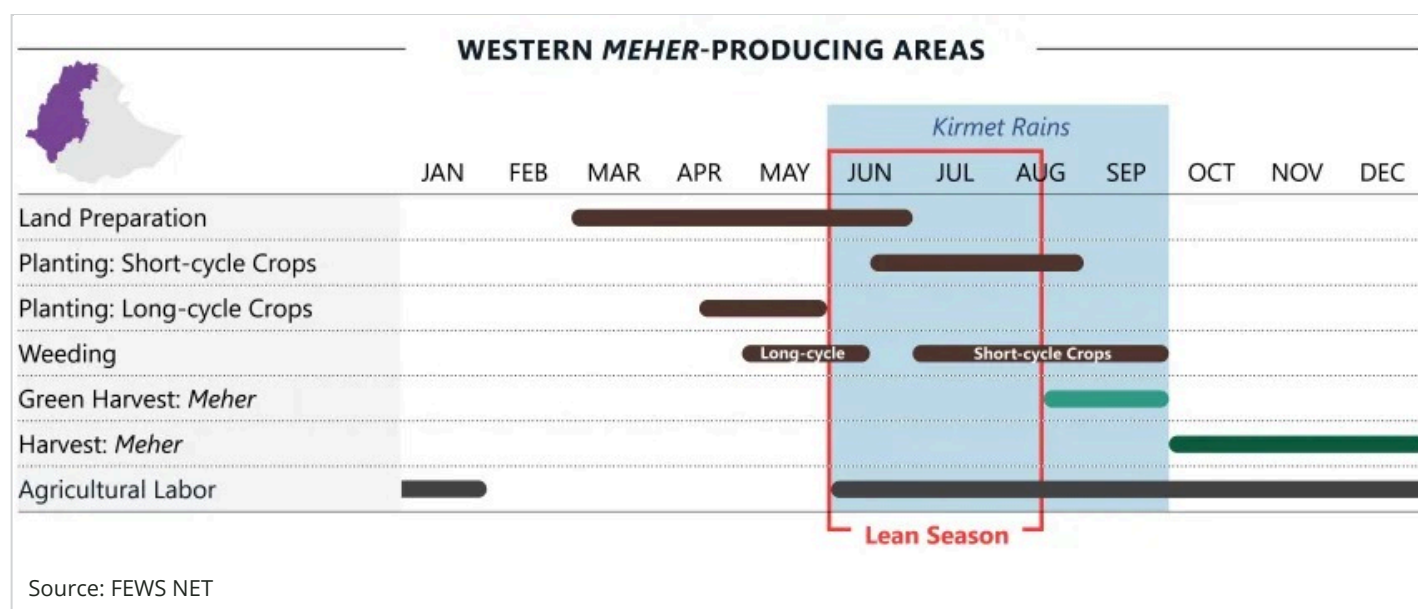 WESTERN MEHER-PRODUCING AREAS
Kirmet Rains
JAN FEB MAR APR MAY JUN JUL AUG SEP OCT NOV DEC
Land Preparation
Planting: Short-cycle Crops
Planting: Long-cycle Crops
Weeding Long-cycle Short-cycle Crops
Green Harvest: Meher
Harvest: Meher
Agricultural Labor
Lean Season
Source: FEWS NET